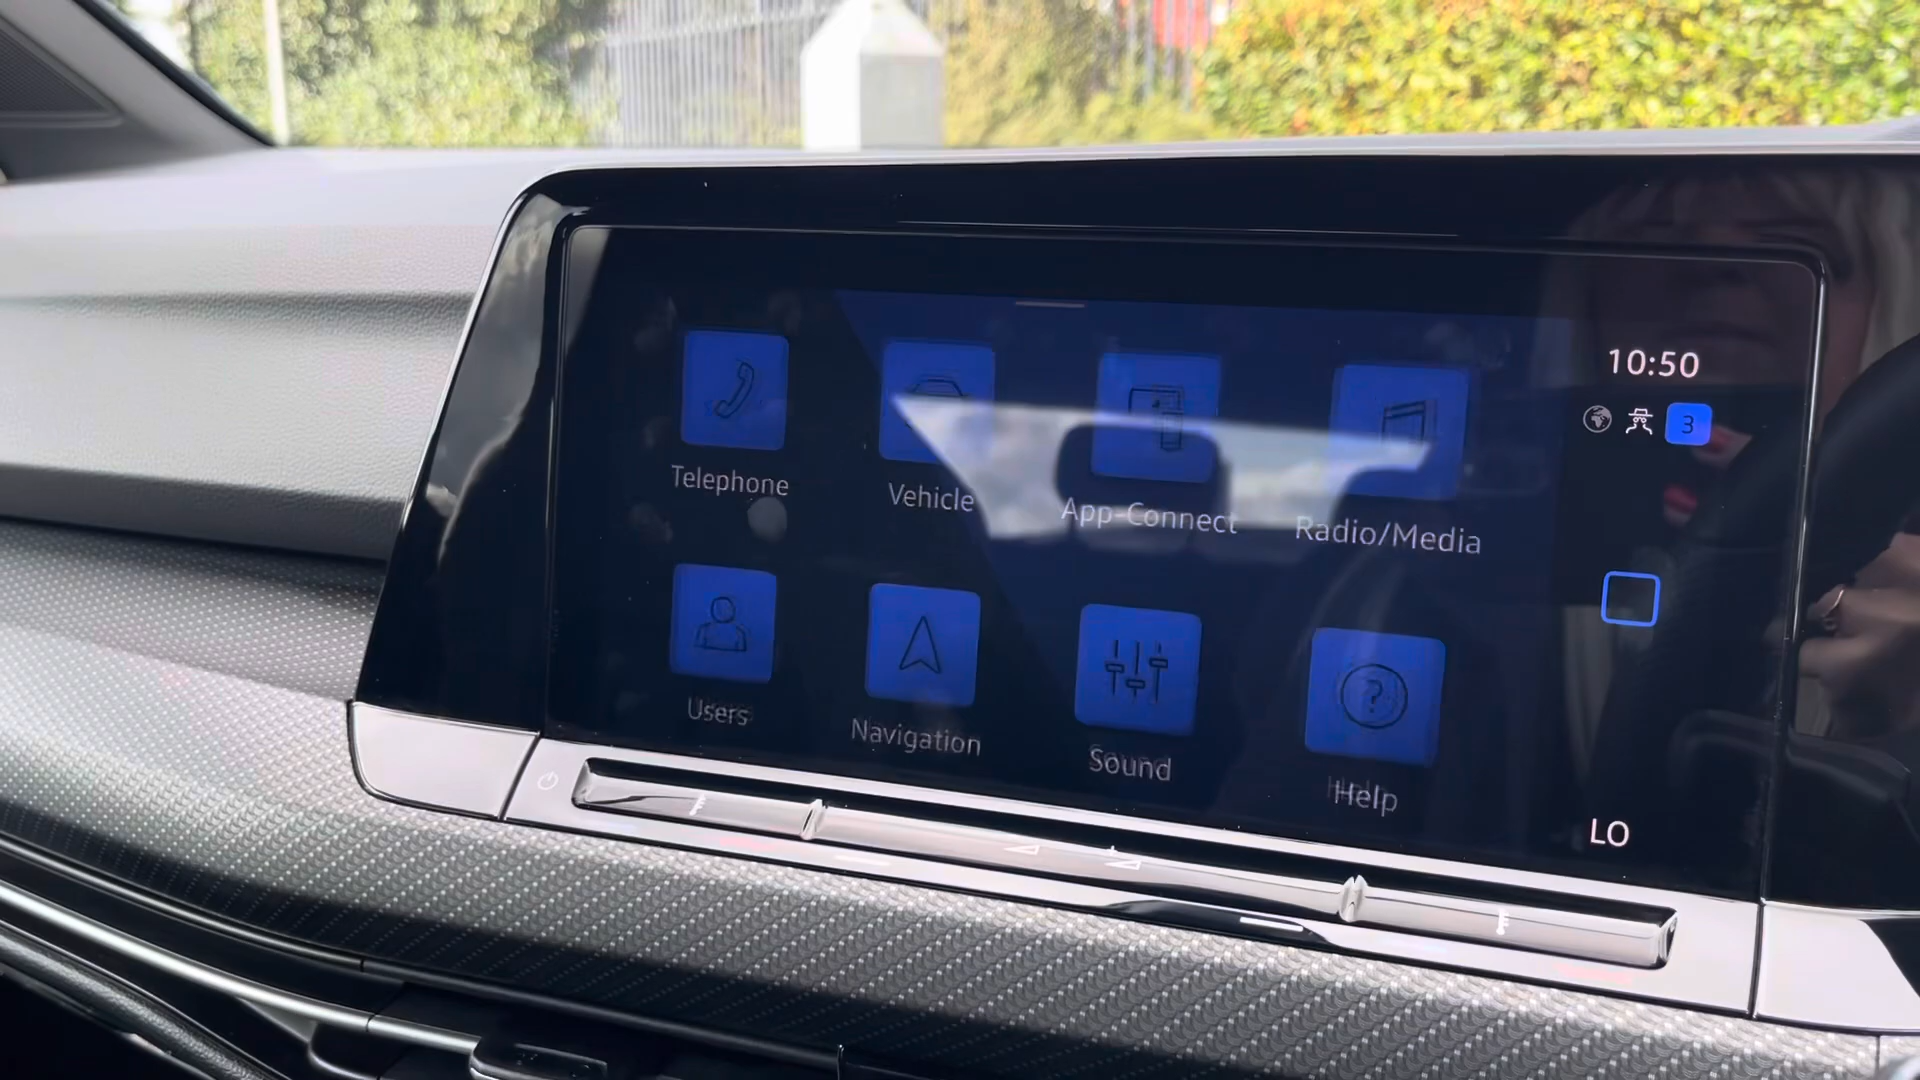 10:50
3
Telephone
Vehicle
App-Connect
Radio/Media
Users
Navigation
Sound
Help
LO